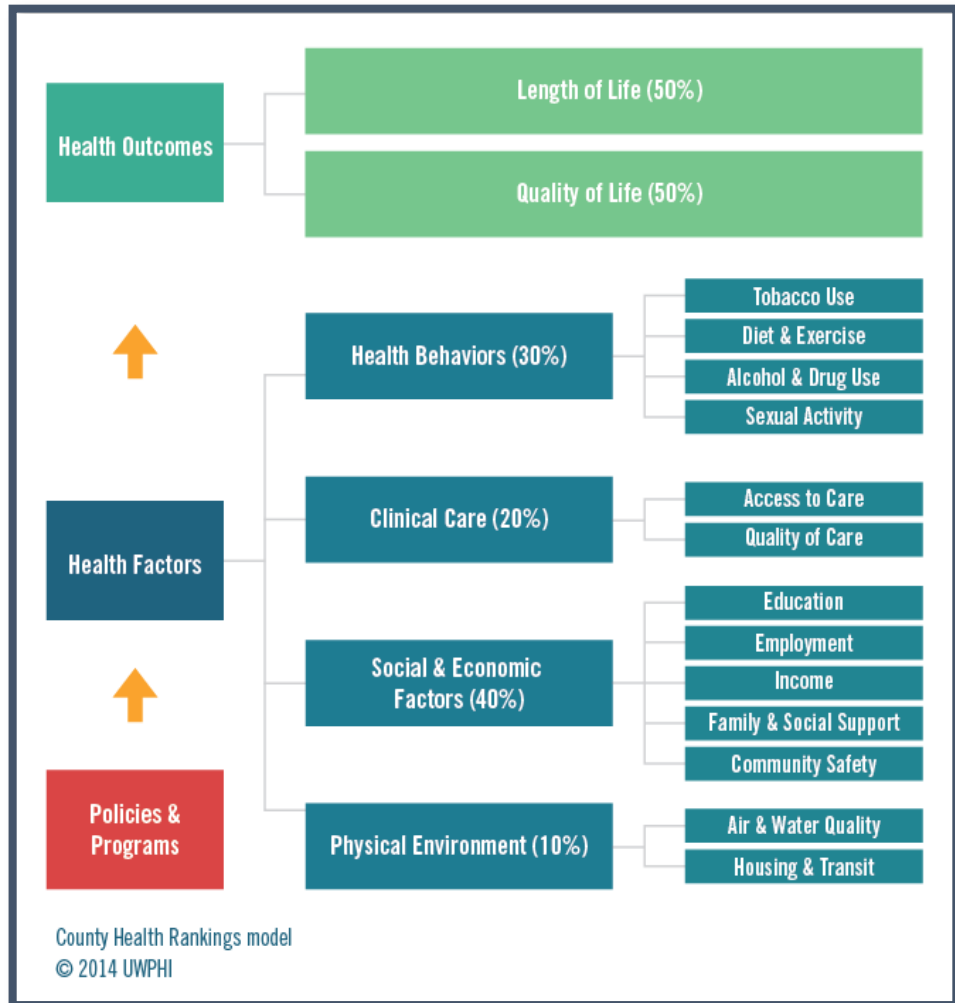 Health Outcomes
Length of Life (50%)
Quality of Life (50%)
Health Behaviors (30%)
Tobacco Use
Diet & Exercise
Alcohol & Drug Use
Sexual Activity
Health Factors
Clinical Care (20%)
Access to Care
Quality of Care
Social & Economic
Factors (40%)
Education
Employment
Income
Family & Social Support
Community Safety
Policies &
Programs
Physical Environment (10%)
Air & Water Quality
Housing & Transit
County Health Rankings model
© 2014 UWPHI